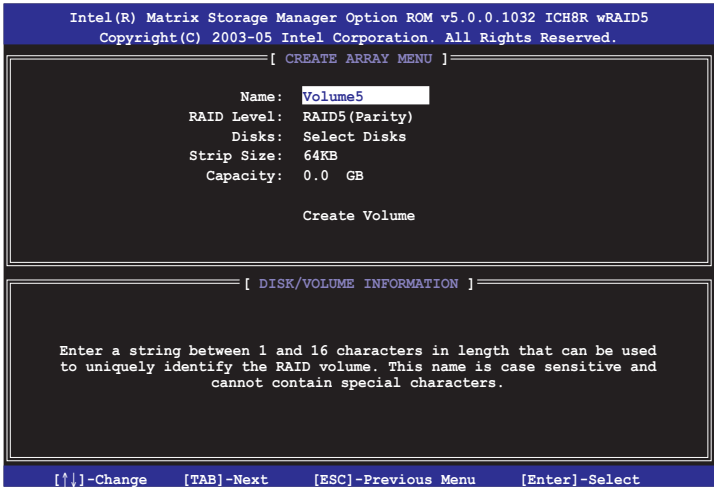 Intel(R) Matrix Storage Manager Option ROM v5.0.0.1032 ICH8R wRAID5
Copyright(C) 2003-05 Intel Corporation. All Rights Reserved.
[ CREATE ARRAY MENU ]
Name: Volume5
RAID Level: RAID5(Parity)
Disks: Select Disks
Strip Size: 64KB
Capacity: 0.0 GB
Create Volume
[ DISK/VOLUME INFORMATION ]
Enter a string between 1 and 16 characters in length that can be used
to uniquely identify the RAID volume. This name is case sensitive and
cannot contain special characters.
[↑↓]-Change [TAB]-Next [ESC]-Previous Menu [Enter]-Select